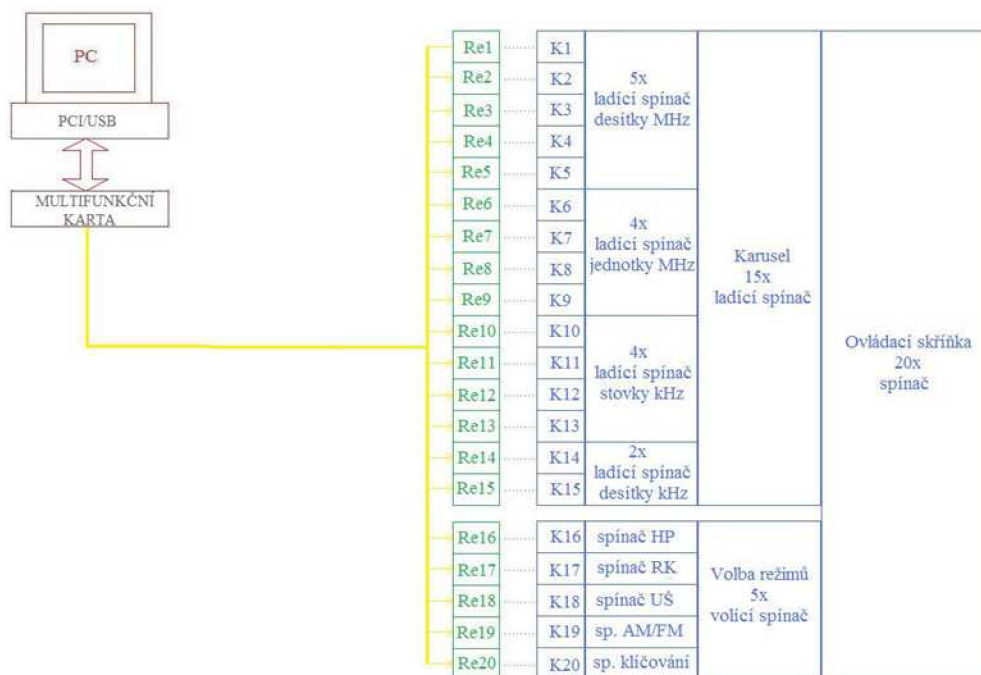 PC
PCI/USB
MULTIFUNKČNÍ
KARTA
Re1
Re2
Re3
Re4
Re5
Re6
Re7
Re8
Re9
Re10
Re11
Re12
Re13
Re14
Re15
Re16
Re17
Re18
Re19
Re20
K1
K2
K3
K4
K5
K6
K7
K8
K9
K10
K11
K12
K13
K14
K15
K16
K17
K18
K19
K20
5x
ladící spínač
desítky MHz
4x
ladící spínač
jednotky MHz
4x
ladící spínač
stovky kHz
2x
ladící spínač
desítky kHz
spínač HP
spínač RK
spínač UŠ
sp. AM/FM
sp. klíčování
Karusel
15x
ladící spínač
Volba režimů
5x
volící spínač
Ovládací skříňka
20x
spínač